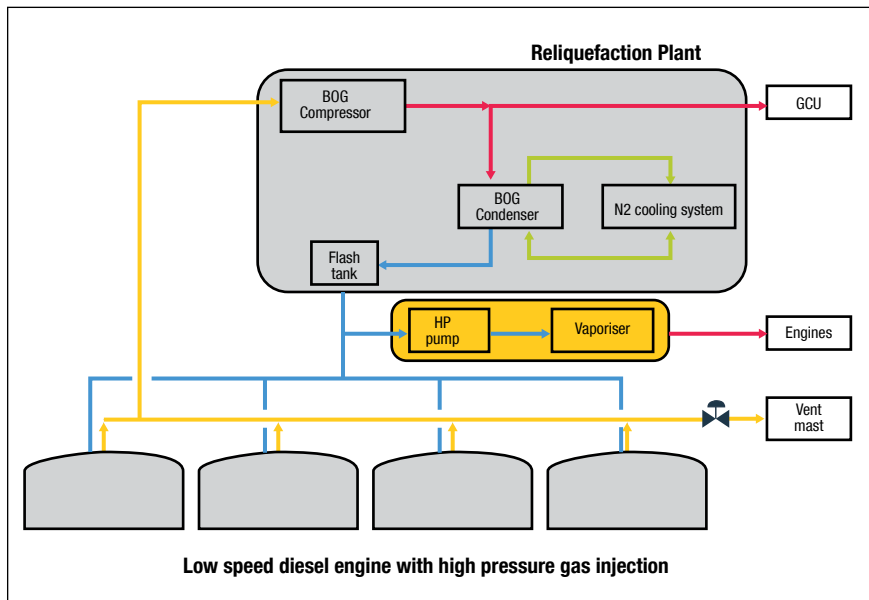 Reliquefaction Plant
BOG
Compressor
GCU
BOG
Condenser
N2 cooling system
Flash
tank
HP
pump
Vaporiser
Engines
Vent
mast
Low speed diesel engine with high pressure gas injection